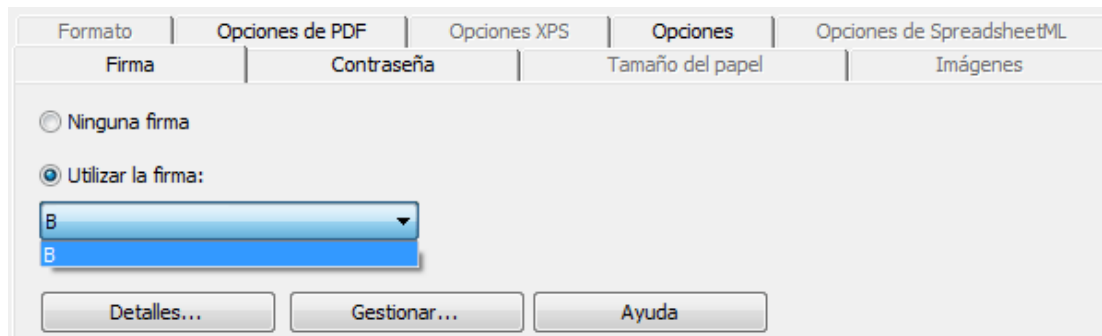 Formato Opciones de PDF Opciones XPS Opciones Opciones de SpreadsheetML
Firma Contraseña Tamaño del papel Imágenes
Ninguna firma
Utilizar la firma:
B
B
Detalles... Gestionar... Ayuda